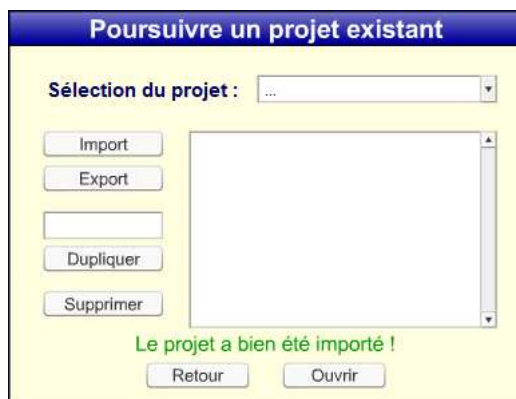 Poursuivre un projet existant
Sélection du projet : ...
Import
Export
Dupliquer
Supprimer
Le projet a bien été importé !
Retour Ouvrir